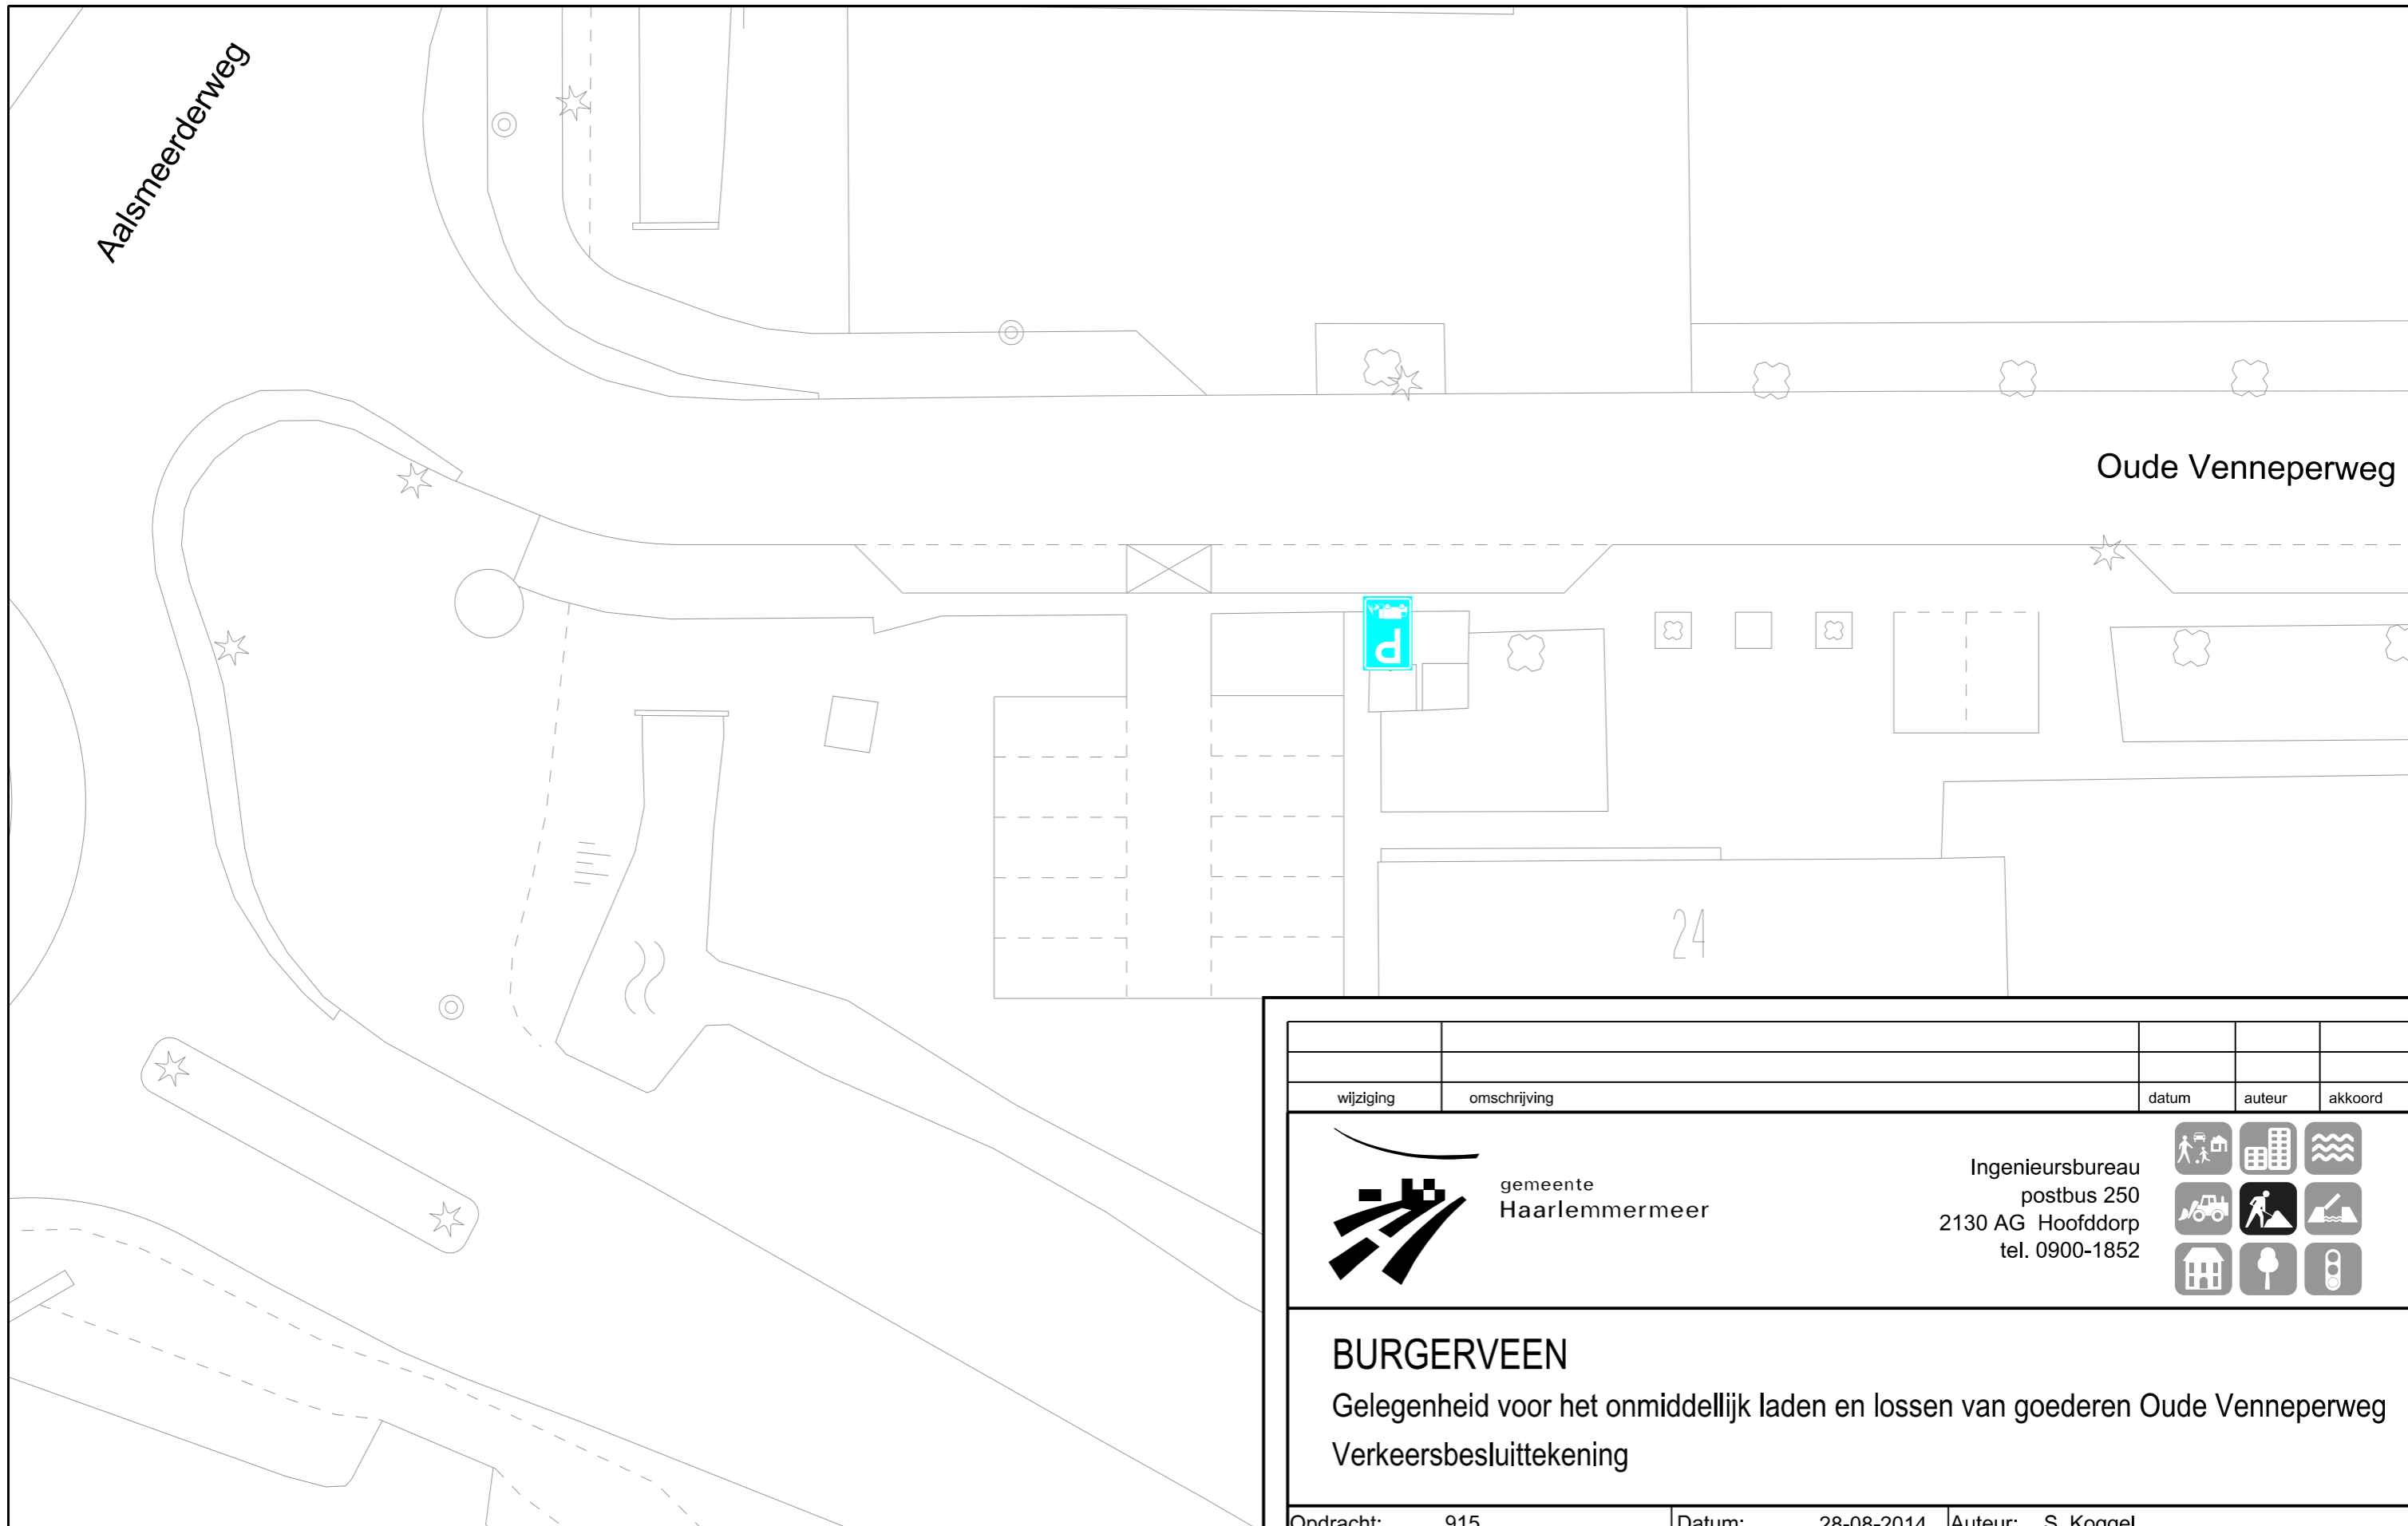 Aalsmeerderweg
Oude Venneperweg
P
24
wijziging omschrijving datum auteur akkoord
gemeente
Haarlemmermeer
Ingenieursbureau
postbus 250
2130 AG Hoofddorp
tel. 0900-1852
BURGERVEEN
Gelegenheid voor het onmiddellijk laden en lossen van goederen Oude Venneperweg
Verkeersbesluittekening
Opdracht: 915 Datum: 28-08-2014 Auteur: S. Koggel